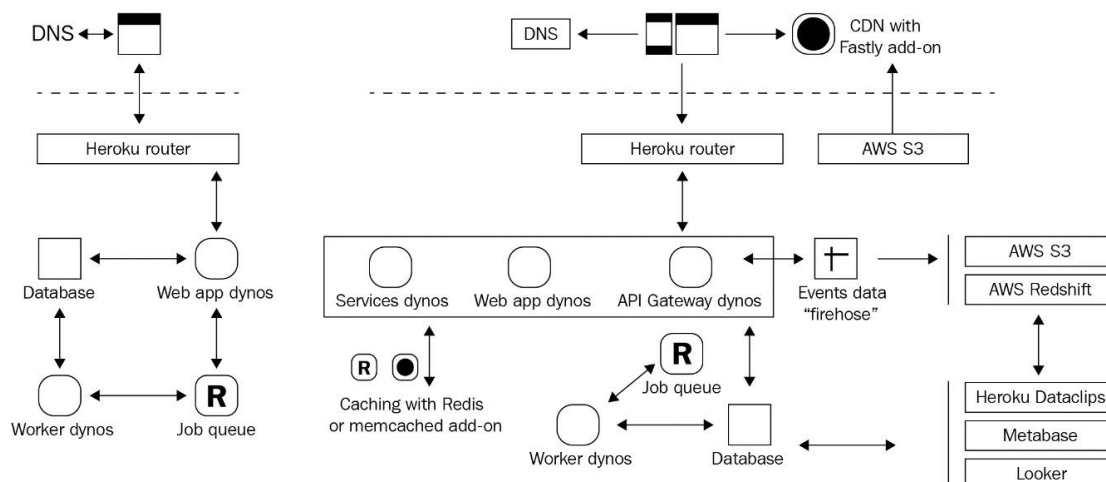 DNS
Heroku router
Database
Web app dynos
R
Worker dynos
Job queue
DNS
CDN with
Fastly add-on
Heroku router
AWS S3
Services dynos
Web app dynos
API Gateway dynos
Events data
“firehose”
AWS S3
AWS Redshift
R
Caching with Redis
or memcached add-on
R
Job queue
Worker dynos
Database
Heroku Dataclips
Metabase
Looker